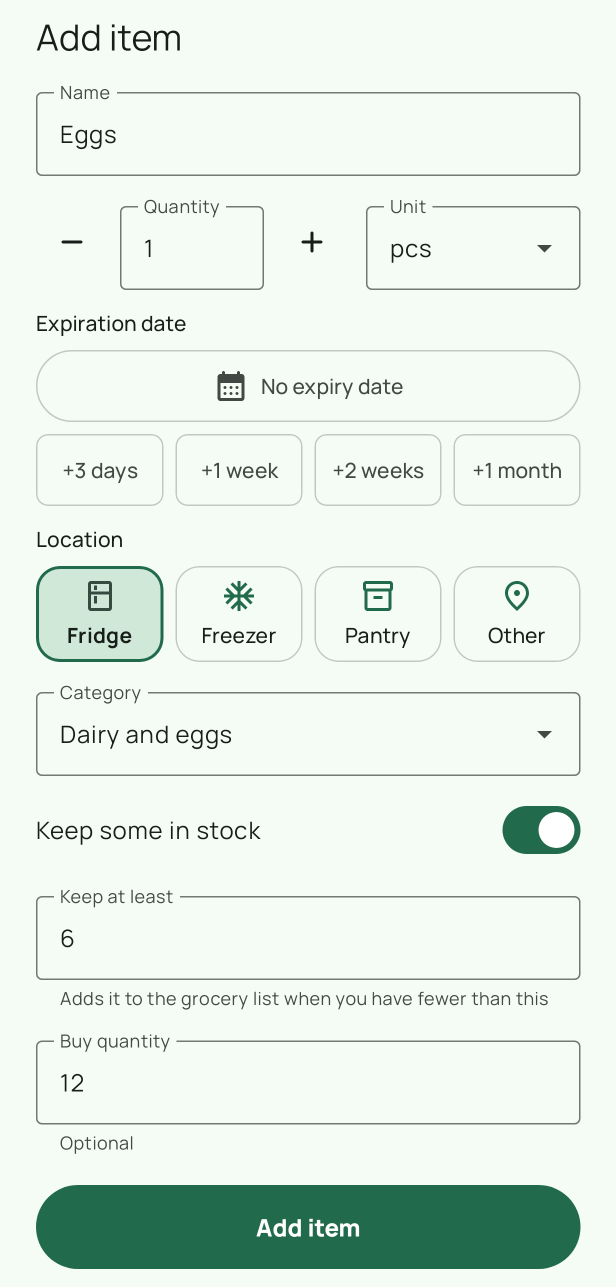 Add item
Name
Eggs
Quantity
Unit
− 1 + pcs
Expiration date
No expiry date
+3 days +1 week +2 weeks +1 month
Location
Fridge Freezer Pantry Other
Category
Dairy and eggs
Keep some in stock
Keep at least
6
Adds it to the grocery list when you have fewer than this
Buy quantity
12
Optional
Add item